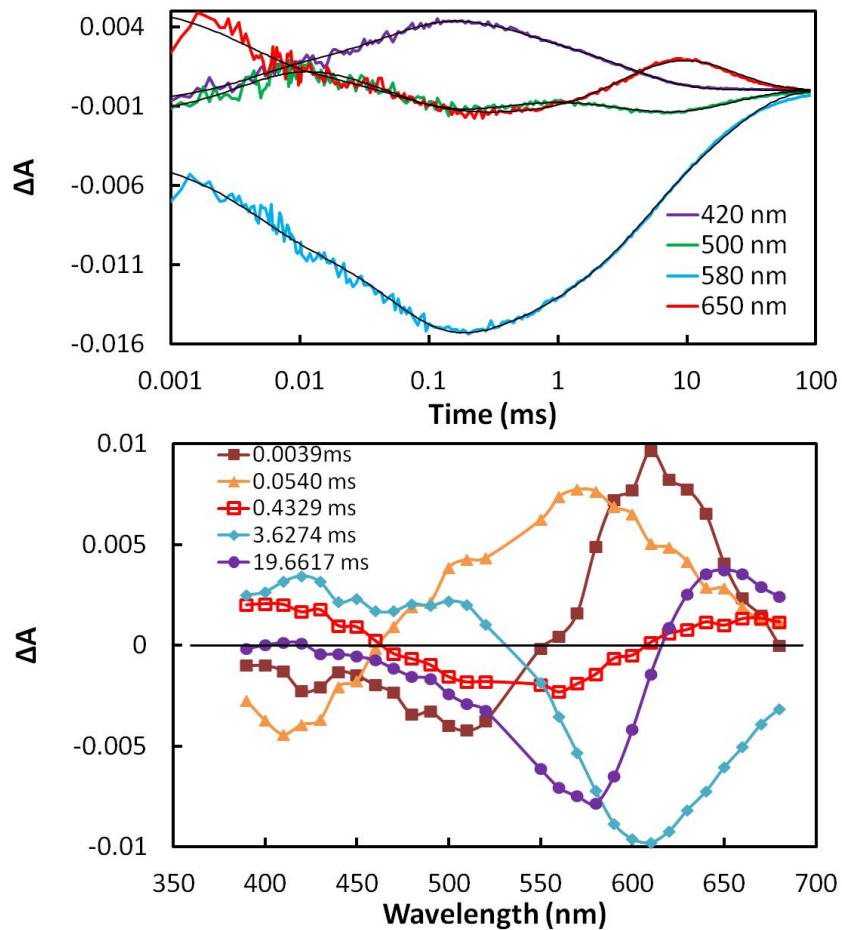 0.004
-0.001
-0.006
-0.011
-0.016
ΔA
420 nm
500 nm
580 nm
650 nm
0.001 0.01 0.1 1 10 100
Time (ms)
0.01
0.005
0
-0.005
-0.01
ΔA
0.0039ms
0.0540 ms
0.4329 ms
3.6274 ms
19.6617 ms
350 400 450 500 550 600 650 700
Wavelength (nm)